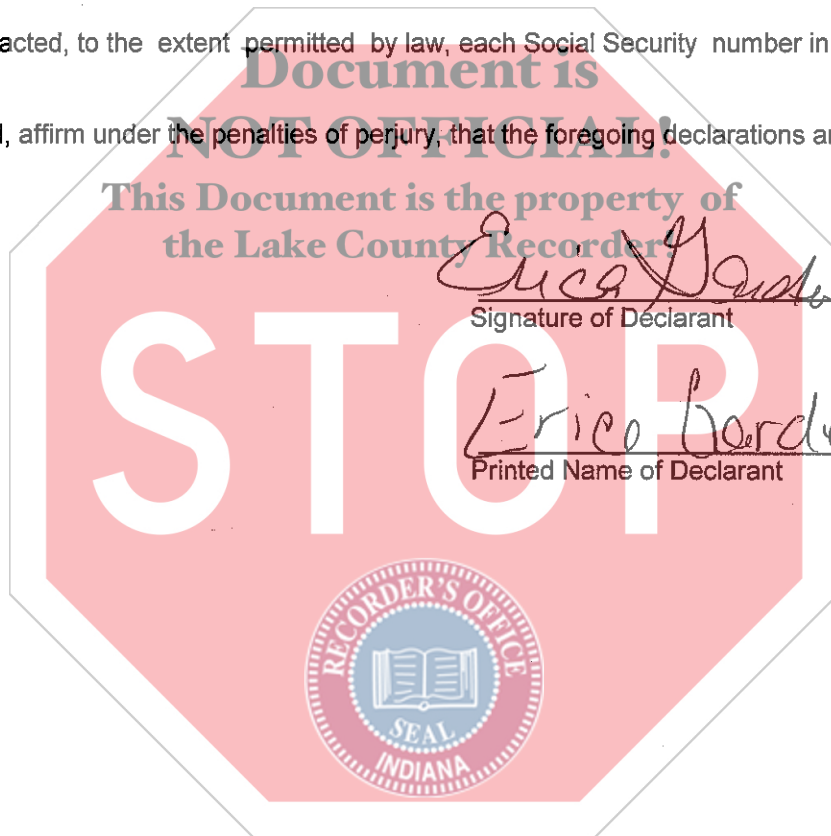 acted, to the extent permitted by law, each Social Security number in
Document is
, affirm under the penalties of perjury, that the foregoing declarations
NOT OFFICIAL!
This Document is the property of
the Lake County Recorder!
Erica
Signature of Declarant
STOP
Erica
Printed Name of Declarant
RECORDER'S OFFICE
SEAL
INDIANA